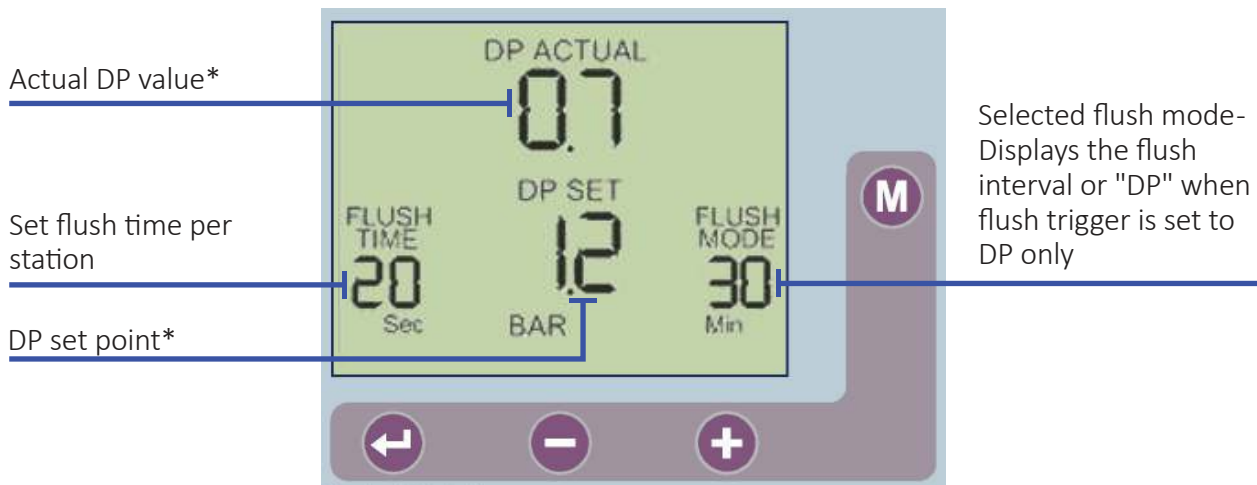 Actual DP value*
Set flush time per
station
DP set point*
DP ACTUAL
0.7
DP SET
1.2
BAR
FLUSH
TIME
20
Sec
FLUSH
MODE
30
Min
M
Selected flush mode-
Displays the flush
interval or "DP" when
flush trigger is set to
DP only